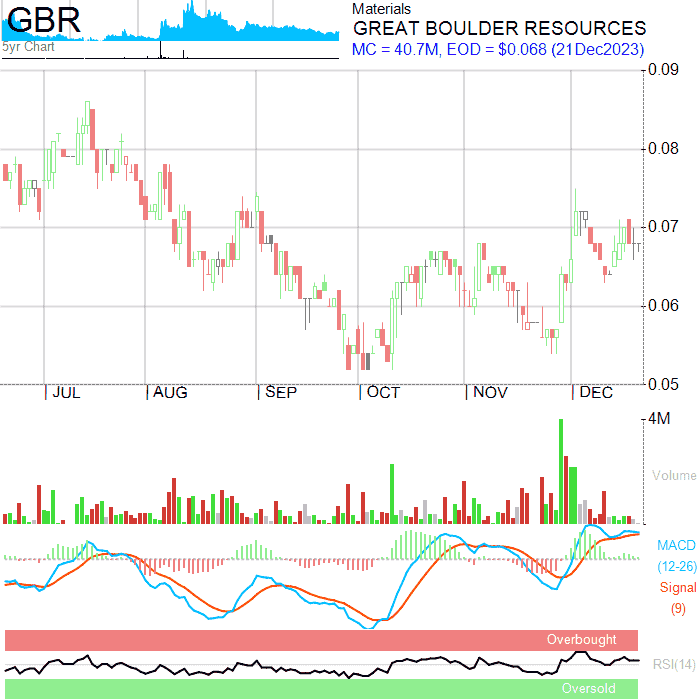 GBR
5yr Chart
Materials
GREAT BOULDER RESOURCES
MC = 40.7M, EOD = $0.068 (21Dec2023)
0.09
0.08
0.07
0.06
0.05
JUL AUG SEP OCT NOV DEC
4M
Volume
MACD
(12-26)
Signal
(9)
Overbought
RSI(14)
Oversold